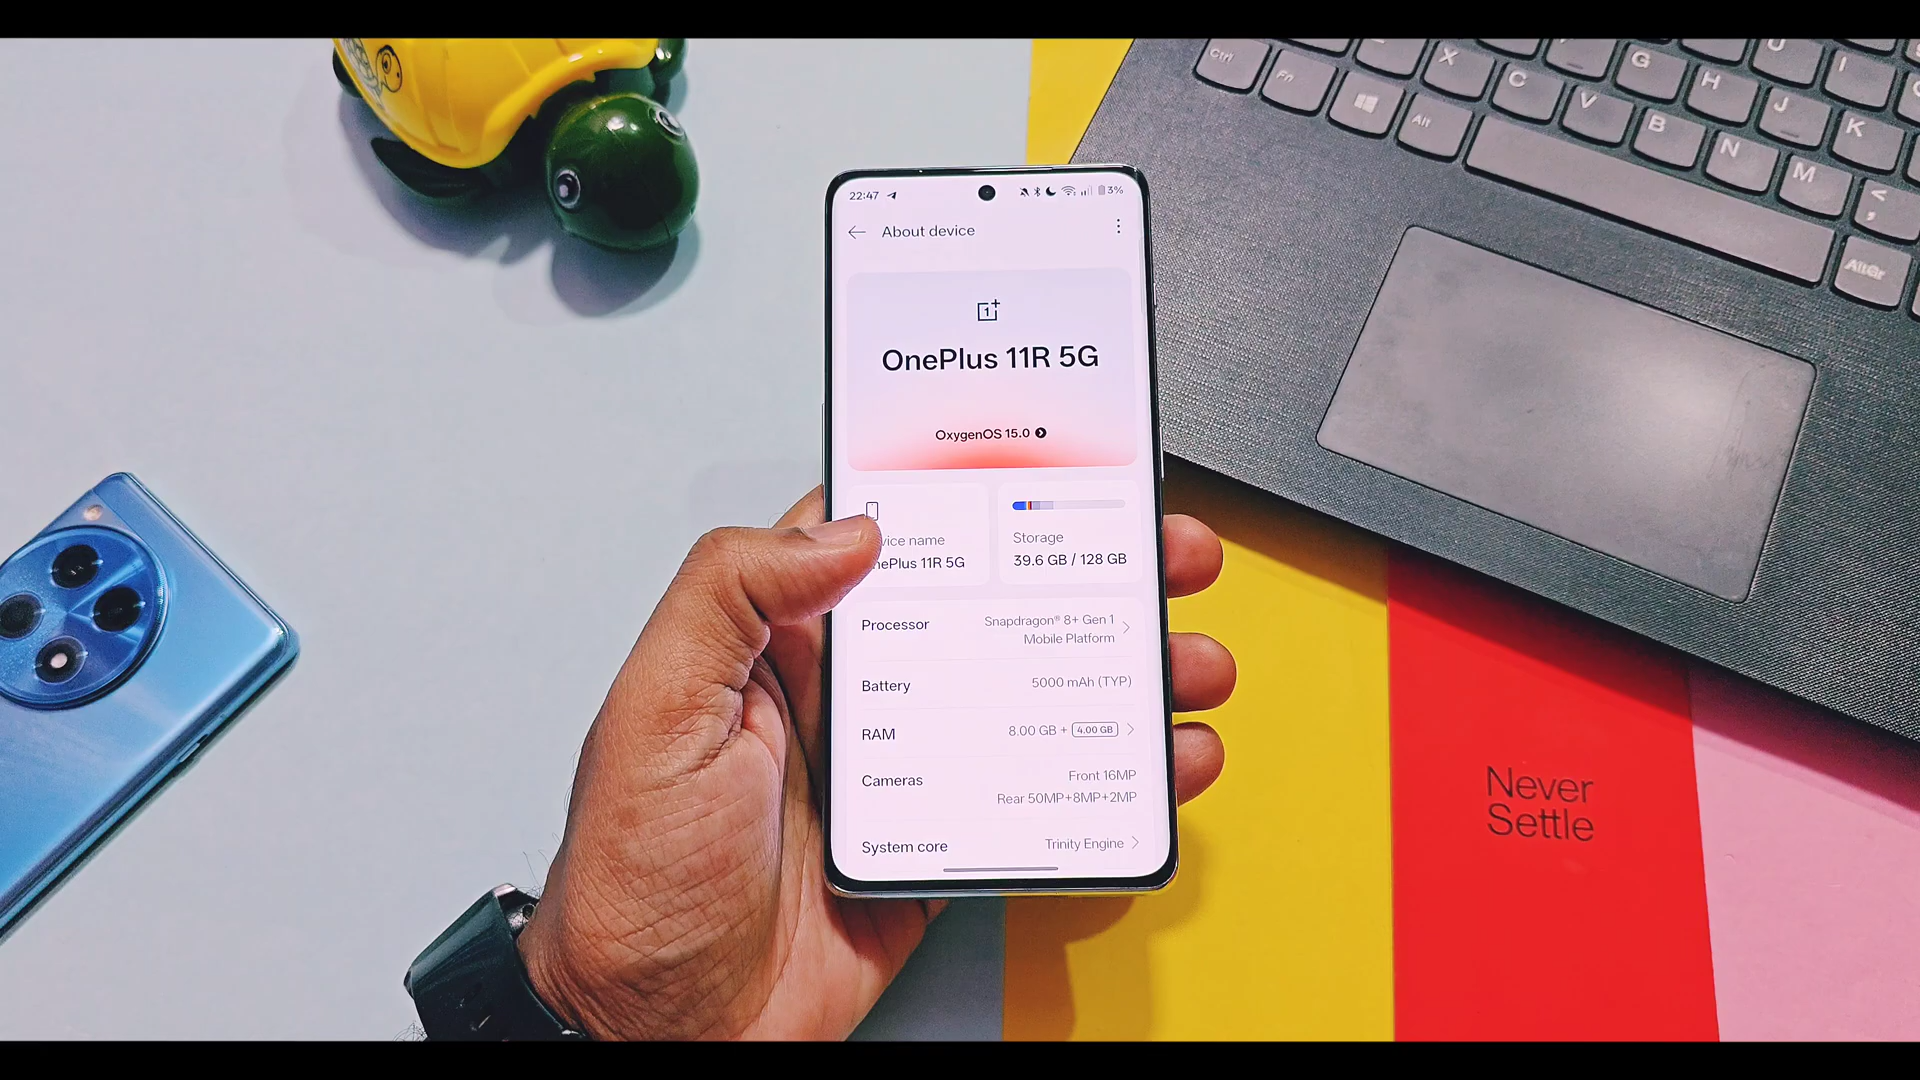 22:47
3%
About device
OnePlus 11R 5G
OxygenOS 15.0
vice name
nePlus 11R 5G
Storage
39.6 GB / 128 GB
Processor
Snapdragon® 8+ Gen 1
Mobile Platform
Battery
5000 mAh (TYP)
RAM
8.00 GB + 4.00 GB
Cameras
Front 16MP
Rear 50MP+8MP+2MP
System core
Trinity Engine
Never
Settle
X
G
U
I
C
H
J
V
B
K
N
M
Ctrl
Fn
Alt
AltGr
<
,